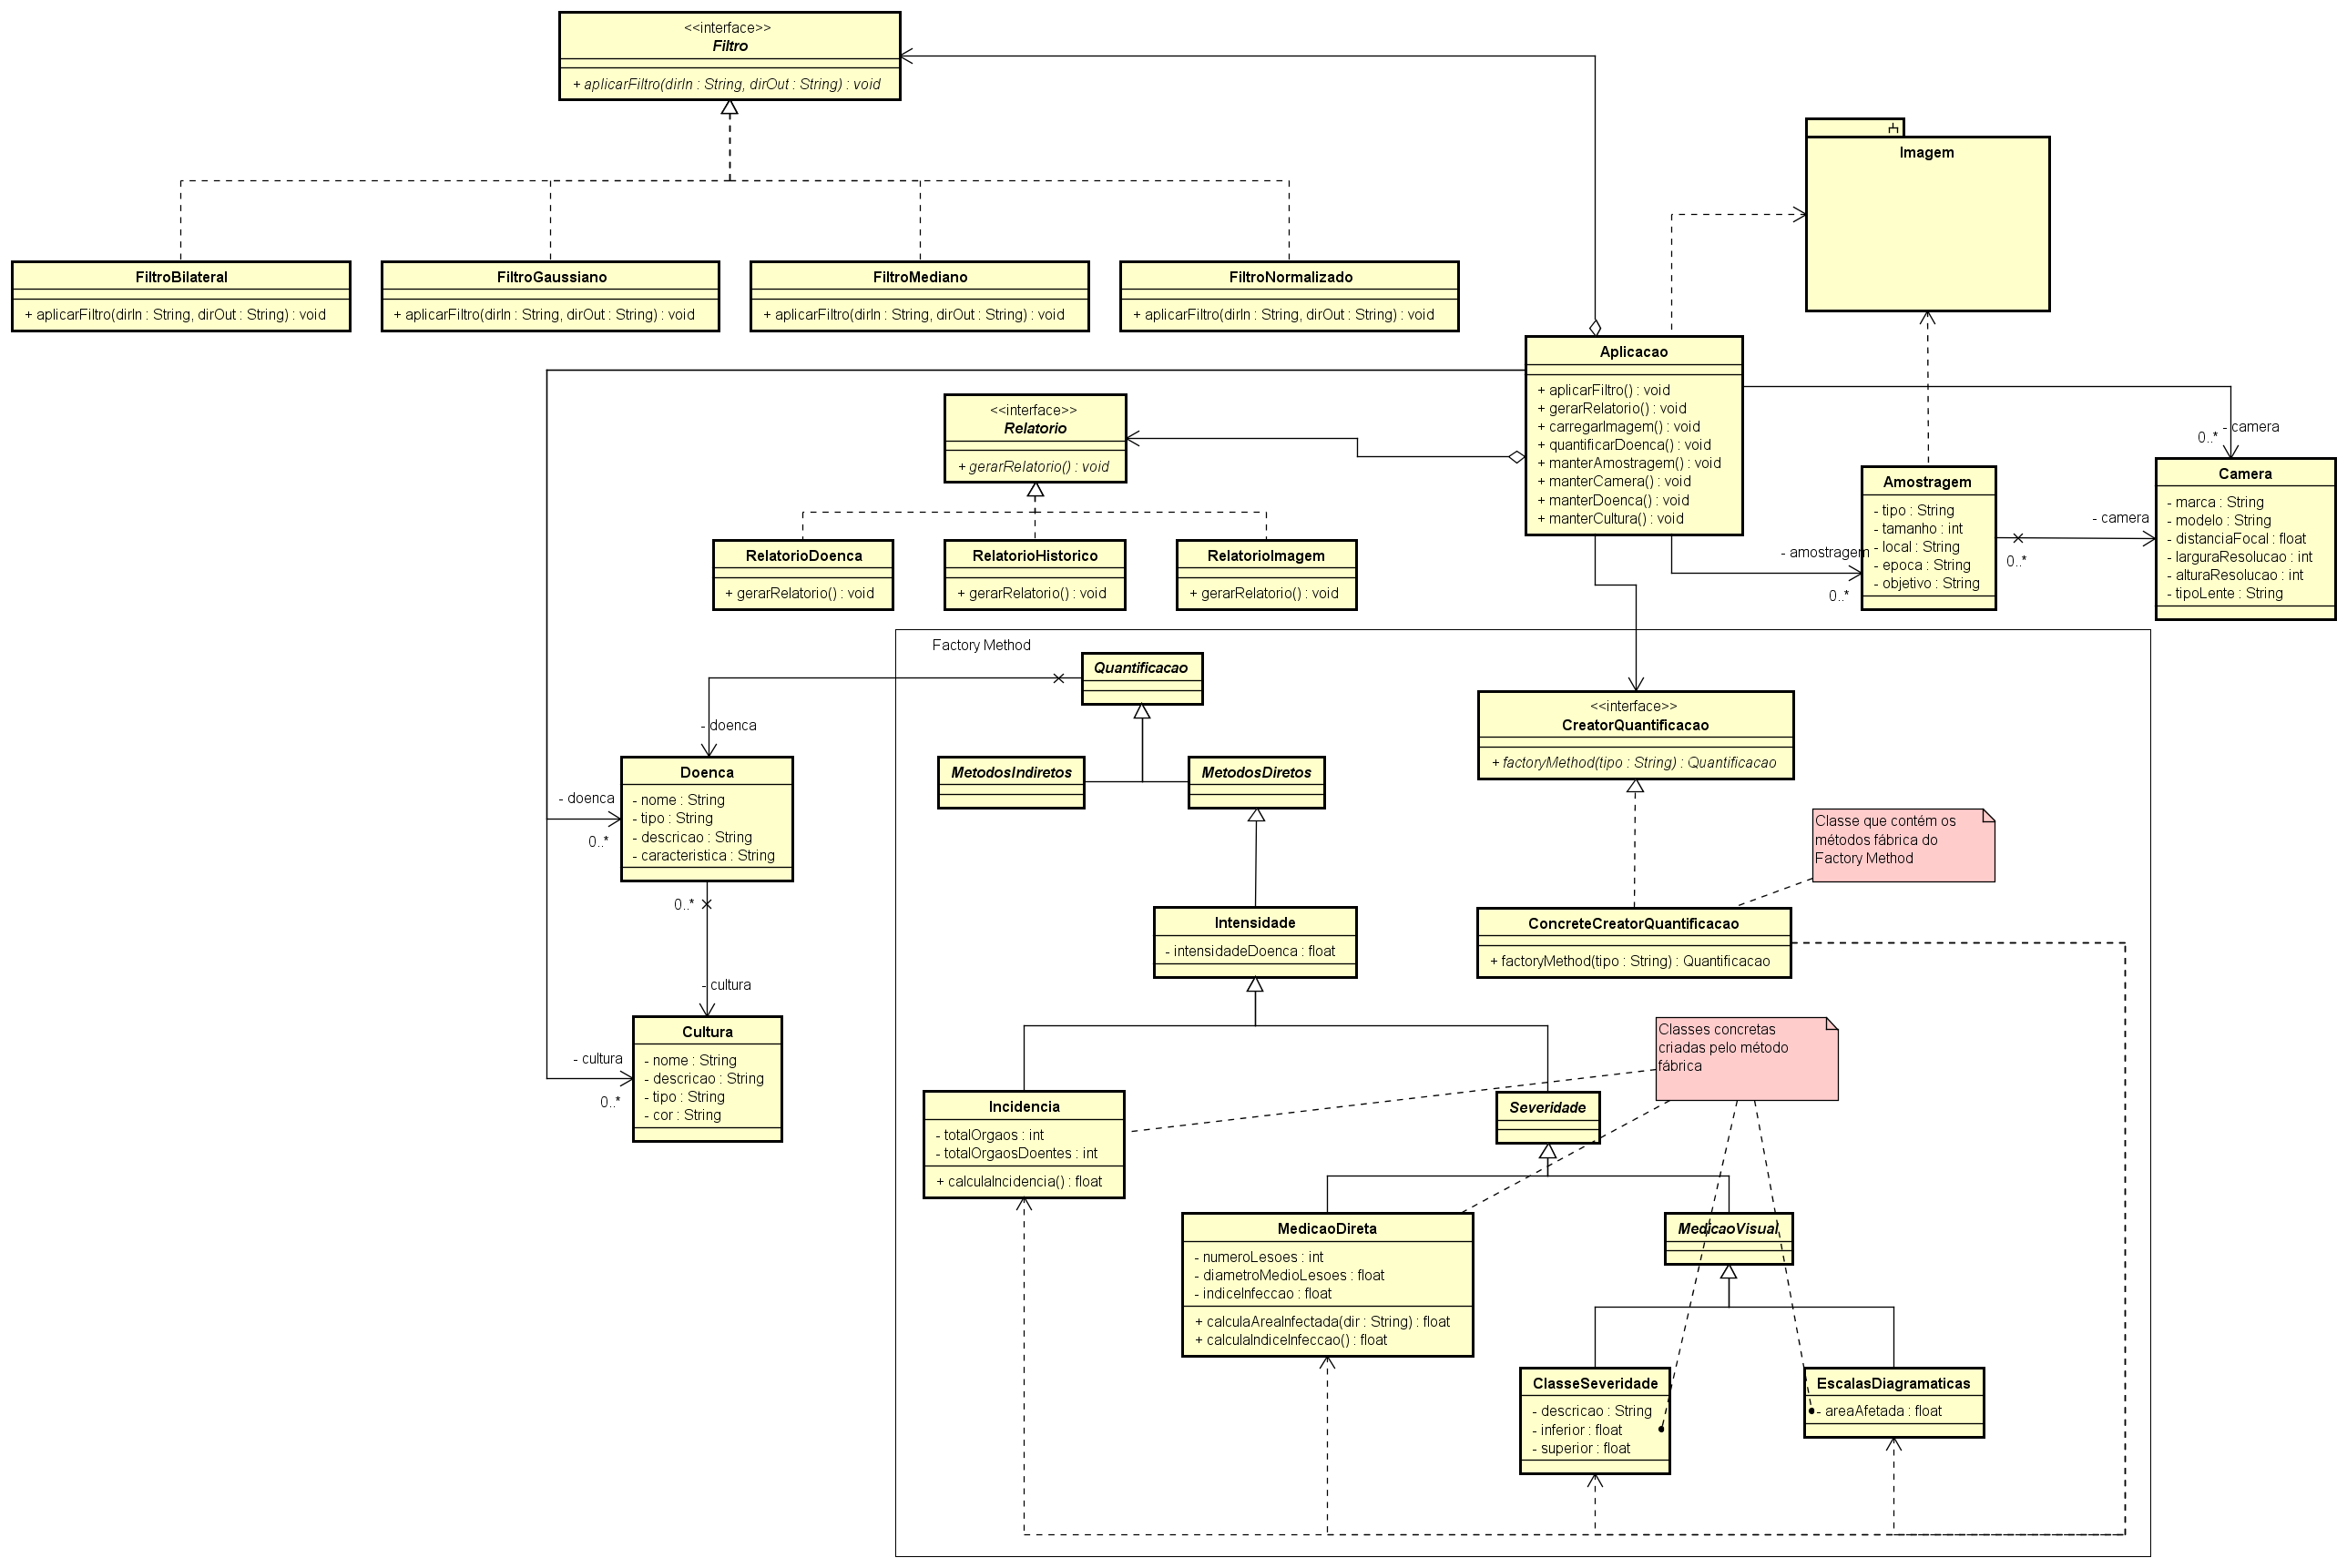 <<interface>>
Filtro
+ aplicarFiltro(dirIn : String, dirOut : String) : void
Imagem
FiltroBilateral
+ aplicarFiltro(dirIn : String, dirOut : String) : void
FiltroGaussiano
+ aplicarFiltro(dirIn : String, dirOut : String) : void
FiltroMediano
+ aplicarFiltro(dirIn : String, dirOut : String) : void
FiltroNormalizado
+ aplicarFiltro(dirIn : String, dirOut : String) : void
Aplicacao
+ aplicarFiltro() : void
+ gerarRelatorio() : void
+ carregarImagem() : void
+ quantificarDoenca() : void
+ manterAmostragem() : void
+ manterCamera() : void
+ manterDoenca() : void
+ manterCultura() : void
<<interface>>
Relatorio
+ gerarRelatorio() : void
- camera
0..*
Camera
- marca : String
- modelo : String
- distanciaFocal : float
- larguraResolucao : int
- alturaResolucao : int
- tipoLente : String
Amostragem
- tipo : String
- tamanho : int
- local : String
- epoca : String
- objetivo : String
- camera
0..*
- amostragem
0..*
RelatorioDoenca
+ gerarRelatorio() : void
RelatorioHistorico
+ gerarRelatorio() : void
RelatorioImagem
+ gerarRelatorio() : void
Factory Method
Quantificacao
<<interface>>
CreatorQuantificacao
+ factoryMethod(tipo : String) : Quantificacao
- doenca
Doenca
- nome : String
- tipo : String
- descricao : String
- caracteristica : String
- doenca
0..*
MetodosIndiretos
MetodosDiretos
Classe que contém os
métodos fábrica do
Factory Method
0..*
- cultura
Intensidade
- intensidadeDoenca : float
ConcreteCreatorQuantificacao
+ factoryMethod(tipo : String) : Quantificacao
Cultura
- nome : String
- descricao : String
- tipo : String
- cor : String
- cultura
0..*
Classes concretas
criadas pelo método
fábrica
Incidencia
- totalOrgaos : int
- totalOrgaosDoentes : int
+ calculaIncidencia() : float
Severidade
MedicaoDireta
- numeroLesoes : int
- diametroMedioLesoes : float
- indiceInfeccao : float
+ calculaAreaInfectada(dir : String) : float
+ calculaIndiceInfeccao() : float
MedicaoVisual
ClasseSeveridade
- descricao : String
- inferior : float
- superior : float
EscalasDiagramaticas
- areaAfetada : float